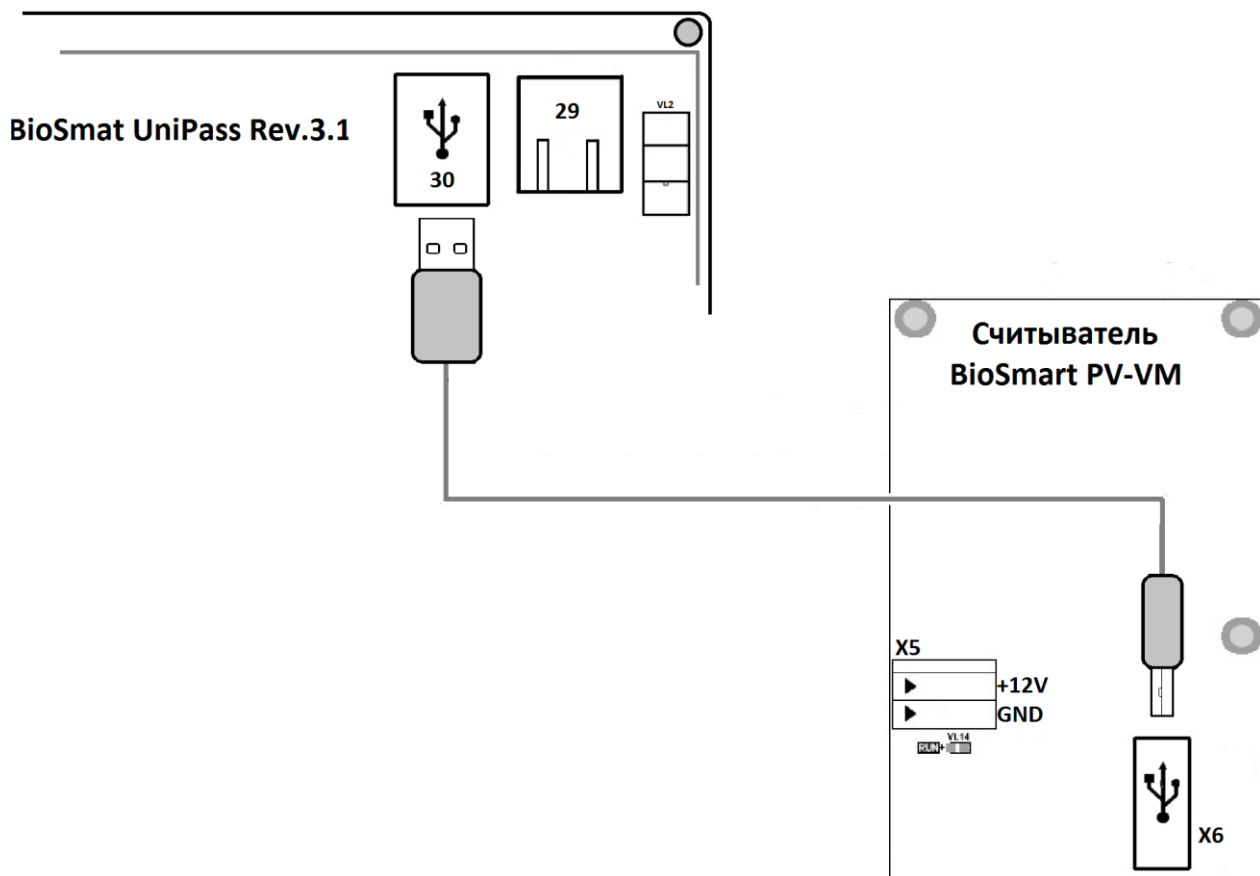 BioSmat UniPass Rev.3.1
30
29
VL2
Считыватель
BioSmart PV-VM
X5
+12V
GND
RUN+
VL14
X6